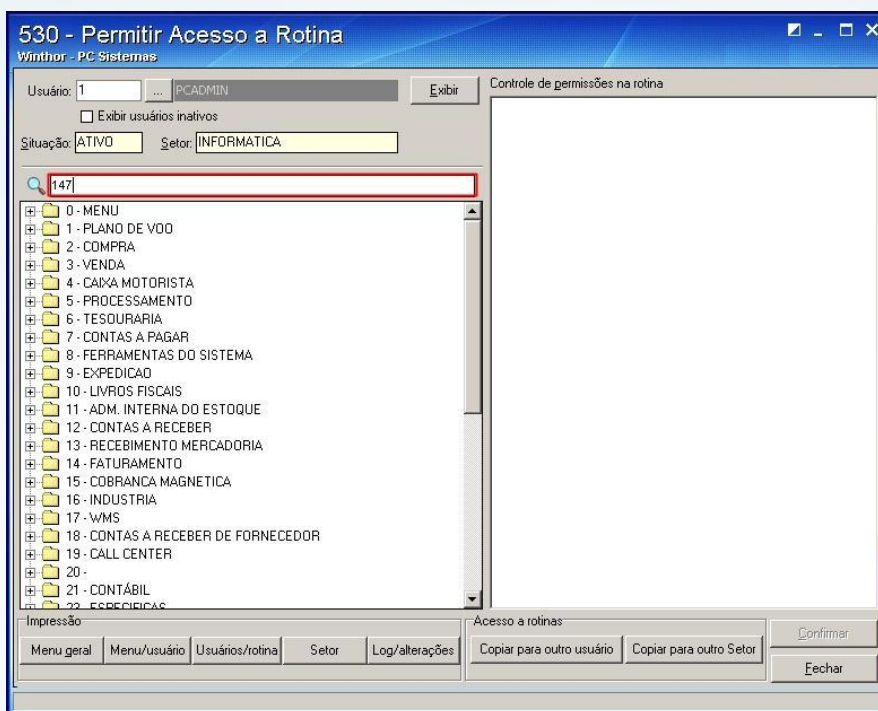 530 - Permitir Acesso a Rotina
Winthor - PC Sistemas
Usuário: 1 ... PCADMIN Exibir
Exibir usuários inativos
Situação: ATIVO Setor: INFORMATICA
147
0 - MENU
1 - PLANO DE VOO
2 - COMPRA
3 - VENDA
4 - CAIXA MOTORISTA
5 - PROCESSAMENTO
6 - TESOURARIA
7 - CONTAS A PAGAR
8 - FERRAMENTAS DO SISTEMA
9 - EXPEDICAO
10 - LIVROS FISCAIS
11 - ADM. INTERNA DO ESTOQUE
12 - CONTAS A RECEBER
13 - RECEBIMENTO MERCADORIA
14 - FATURAMENTO
15 - COBRANCA MAGNETICA
16 - INDUSTRIA
17 - WMS
18 - CONTAS A RECEBER DE FORNECEDOR
19 - CALL CENTER
20 -
21 - CONTÁBIL
22 - ESPECIFICAS
Controle de permissões na rotina
Impressão
Menu geral Menu/usuário Usuários/rotina Setor Log/alterações
Acesso a rotinas
Copiar para outro usuário Copiar para outro Setor
Confirmar
Fechar